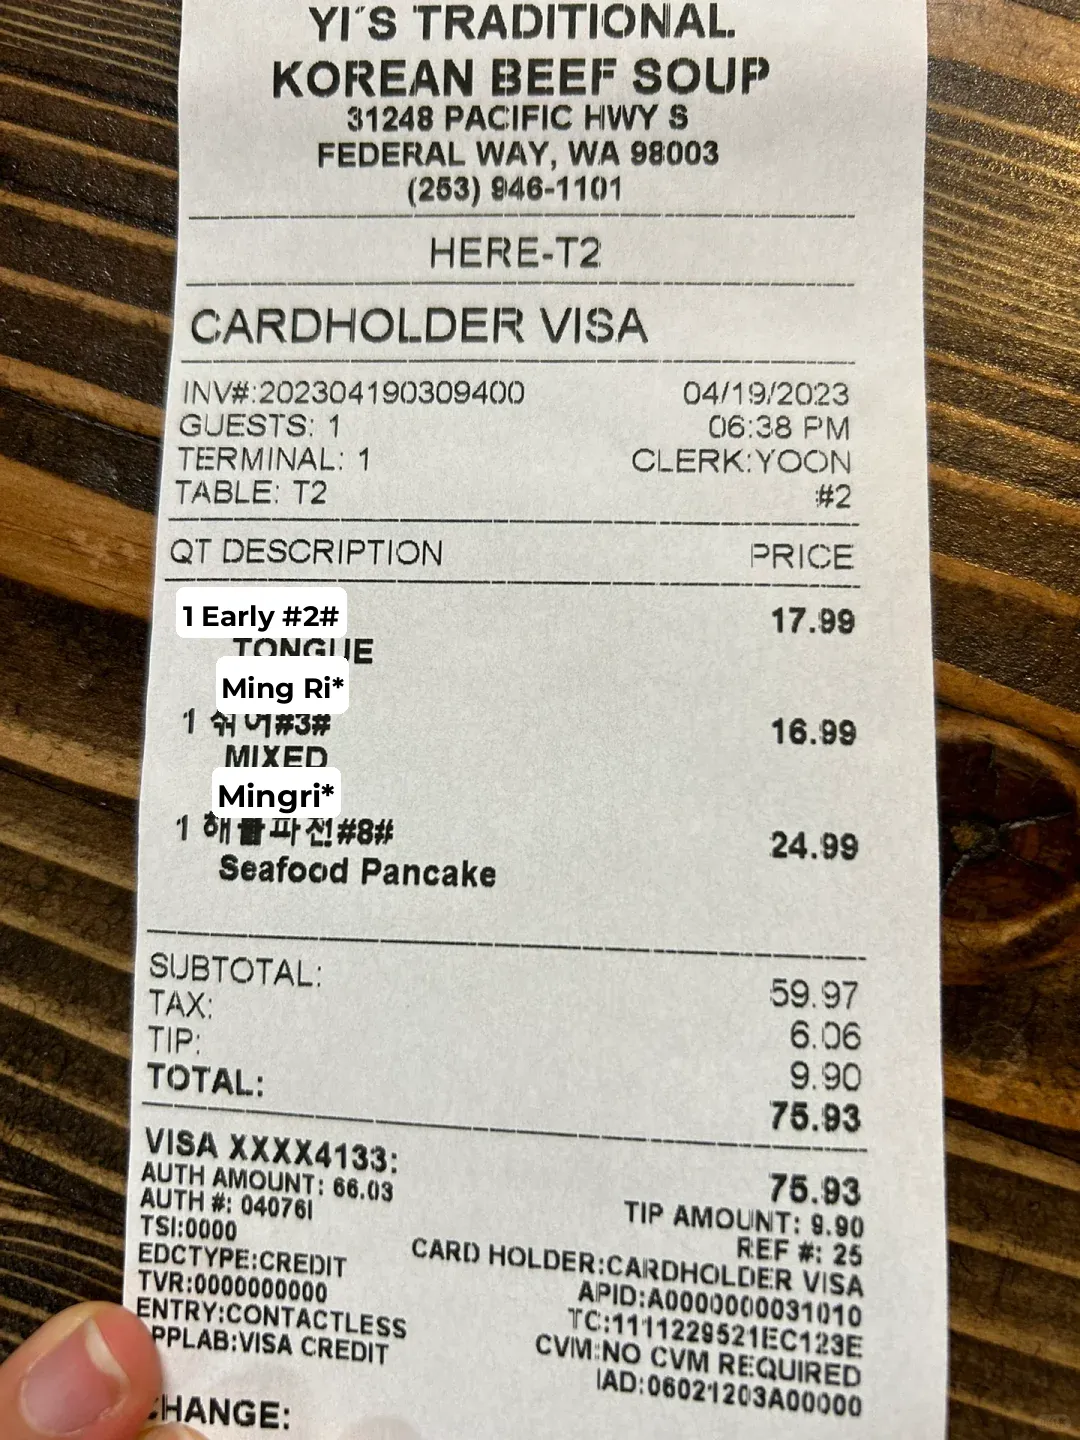 YI'S TRADITIONAL
KOREAN BEEF SOUP
31248 PACIFIC HWY S
FEDERAL WAY, WA 98003
(253) 946-1101
HERE-T2
CARDHOLDER VISA
INV#:202304190309400 04/19/2023
GUESTS: 1 06:38 PM
TERMINAL: 1 CLERK:YOON
TABLE: T2 #2
QT DESCRIPTION PRICE
1 Early #2# 17.99
TONGUE
Ming Ri*
1 #3# 16.99
MIXED
Mingri*
1 해물파전#8# 24.99
Seafood Pancake
SUBTOTAL: 59.97
TAX: 6.06
TIP: 9.90
TOTAL: 75.93
VISA XXXX4133: 75.93
AUTH AMOUNT: 66.03 TIP AMOUNT: 9.90
AUTH #: 04076I REF #: 25
TSI:0000 CARD HOLDER:CARDHOLDER VISA
EDCTYPE:CREDIT APID:A0000000031010
TVR:0000000000 TC:1111229521EC123E
ENTRY:CONTACTLESS CVM:NO CVM REQUIRED
PPLAB:VISA CREDIT IAD:06021203A00000
CHANGE: